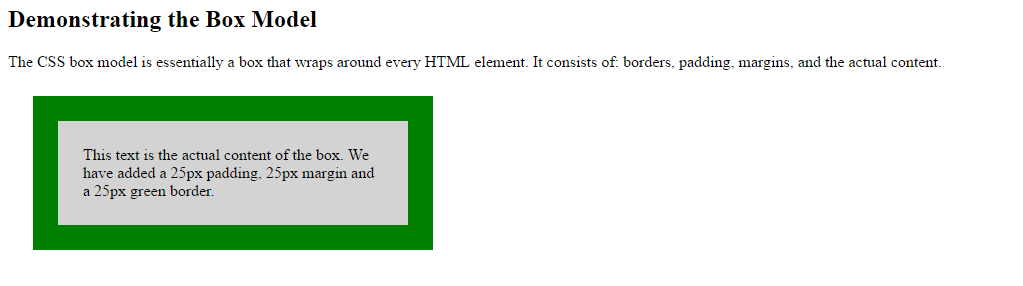 Demonstrating the Box Model
The CSS box model is essentially a box that wraps around every HTML element. It consists of: borders, padding, margins, and the actual content.
This text is the actual content of the box. We
have added a 25px padding, 25px margin and
a 25px green border.